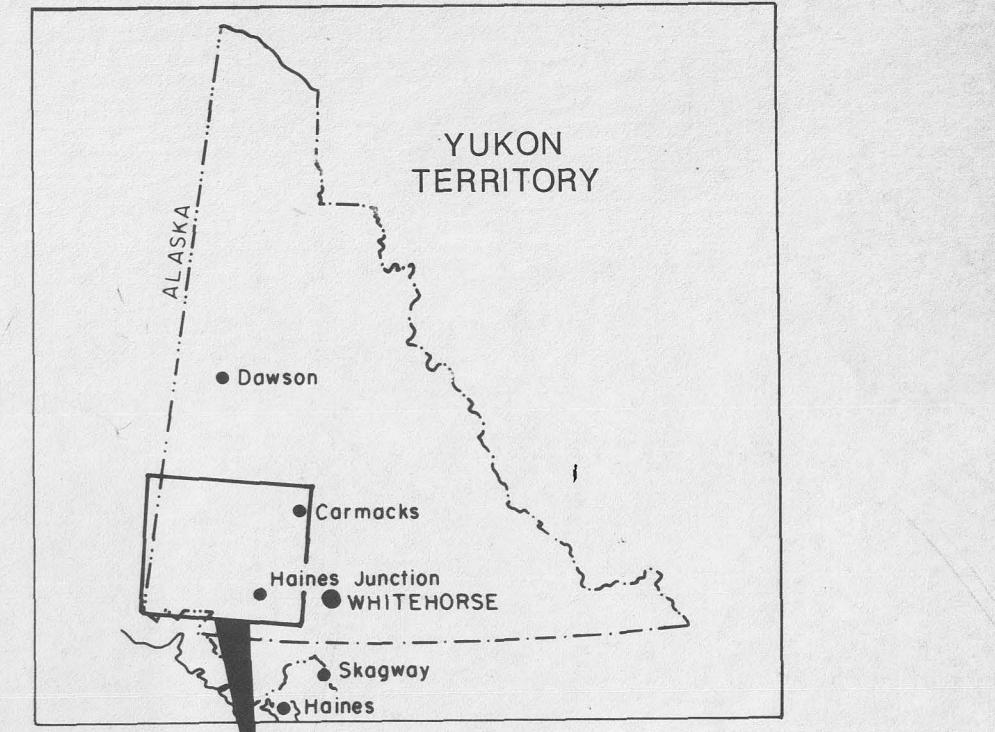 YUKON
TERRITORY
ALASKA
Dawson
Carmacks
Haines Junction
WHITEHORSE
Skagway
Haines